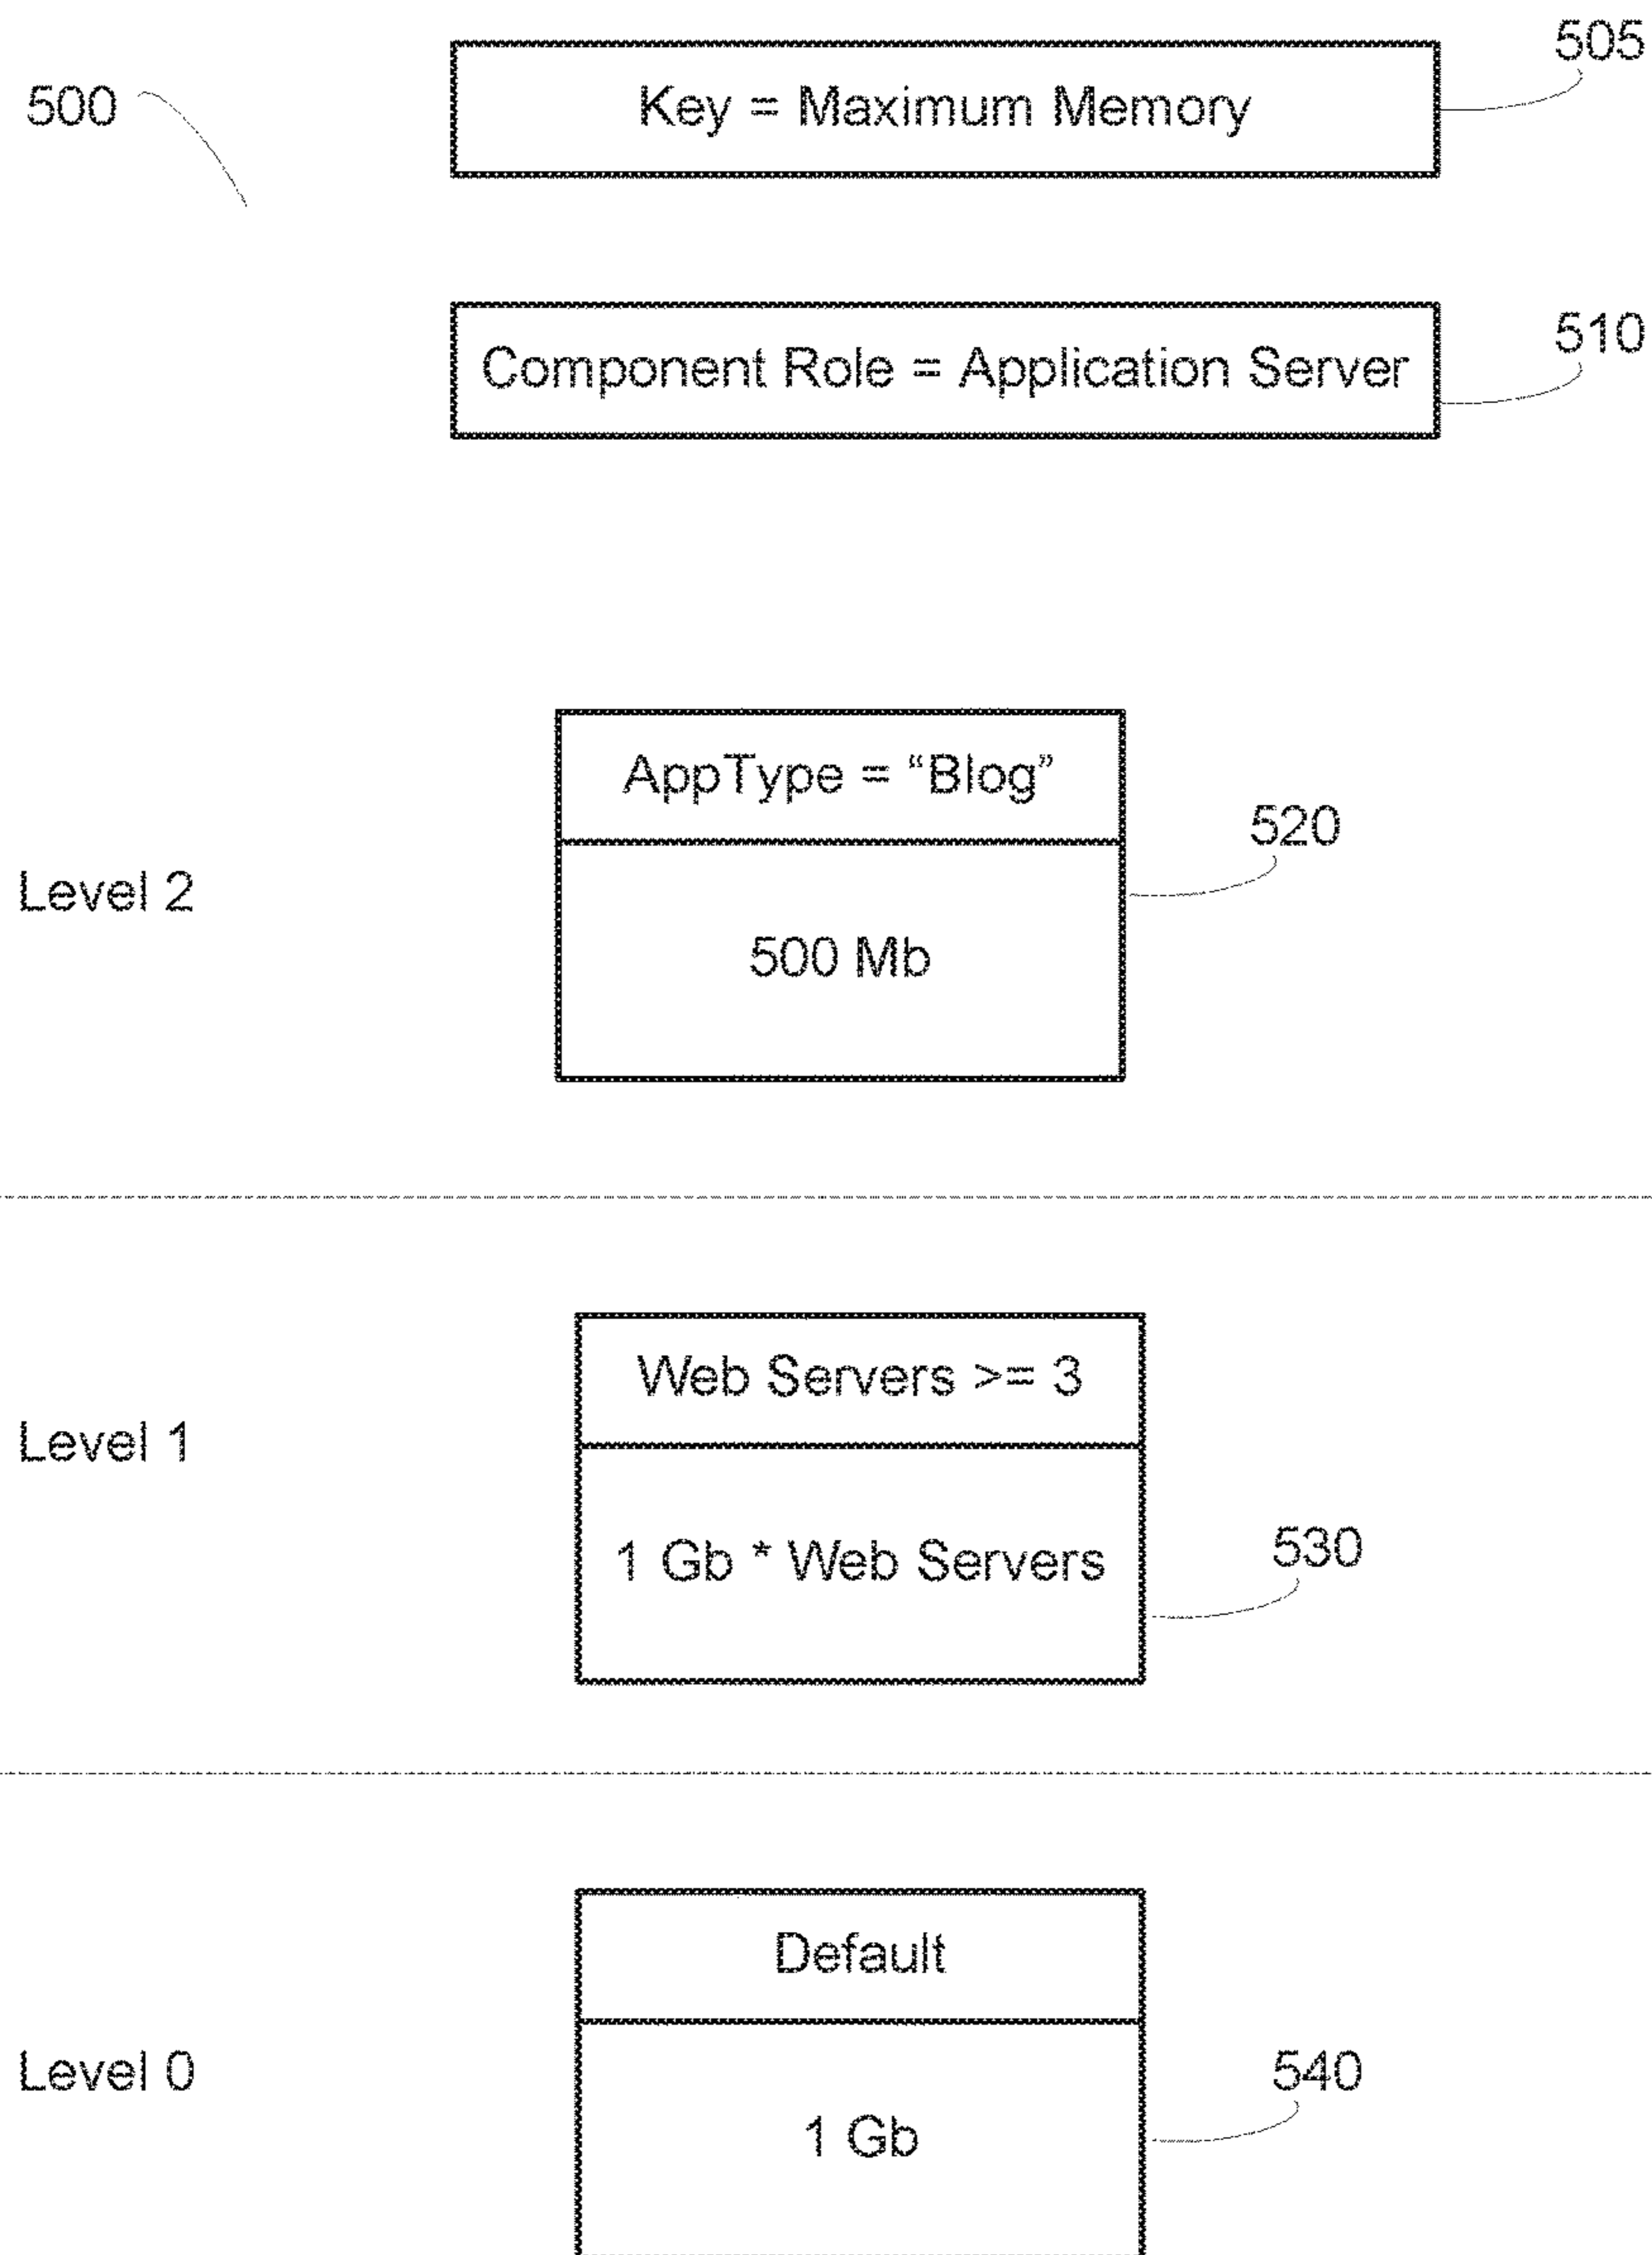 505
500
Key = Maximum Memory
510
Component Role = Application Server
AppType = “Blog”
520
Level 2
500 Mb
Web Servers >= 3
Level 1
530
1 Gb * Web Servers
Default
Level 0
540
1 Gb